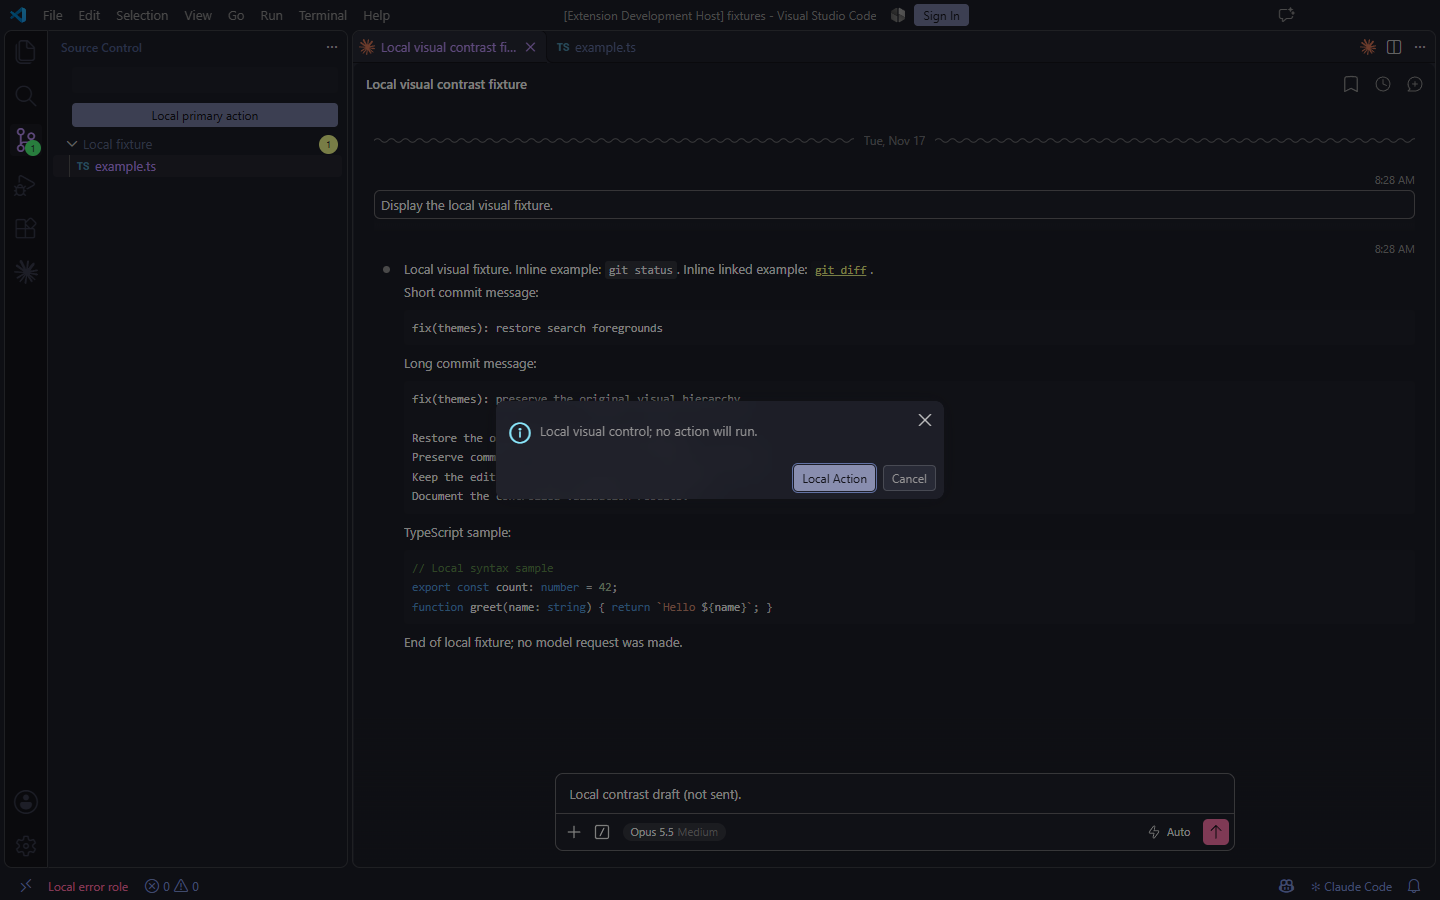 File Edit Selection View Go Run Terminal Help
[Extension Development Host] fixtures - Visual Studio Code
Sign In
Source Control
Local primary action
Local fixture 1
TS example.ts
1
Local visual contrast fi...
TS example.ts
Local visual contrast fixture
Tue, Nov 17
8:28 AM
Display the local visual fixture.
8:28 AM
Local visual fixture. Inline example: git status. Inline linked example: git diff.
Short commit message:
fix(themes): restore search foregrounds
Long commit message:
fix(themes): preserve the original visual hierarchy
Restore the
Preserve
Keep the edit
Document the
Local visual control; no action will run.
Local Action Cancel
TypeScript sample:
// Local syntax sample
export const count: number = 42;
function greet(name: string) { return `Hello ${name}`; }
End of local fixture; no model request was made.
Local contrast draft (not sent).
Opus 5.5 Medium
Auto
Local error role 0 0
Claude Code